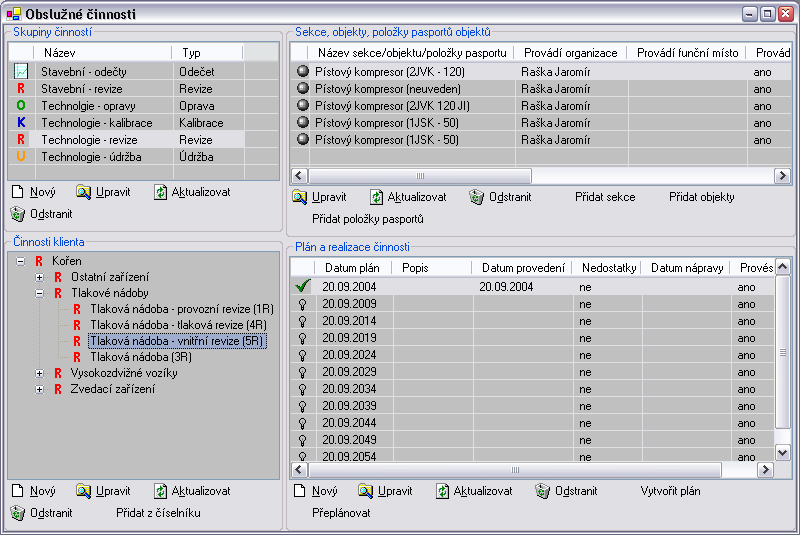 Obslužné činnosti
Skupiny činností
Název Typ
Stavební - odečty Odečet
R Stavební - revize Revize
O Technologie - opravy Oprava
K Technologie - kalibrace Kalibrace
R Technologie - revize Revize
U Technologie - údržba Údržba
Nový Upravit Aktualizovat
Odstranit
Sekce, objekty, položky pasportů objektů
Název sekce/objektu/položky pasportu Provádí organizace Provádí funční místo Provád
Pístový kompresor (2JVK - 120) Raška Jaromír ano
Pístový kompresor (neuveden) Raška Jaromír ano
Pístový kompresor (2JVK 120 JI) Raška Jaromír ano
Pístový kompresor (1JSK - 50) Raška Jaromír ano
Pístový kompresor (1JSK - 50) Raška Jaromír ano
Upravit Aktualizovat Odstranit Přidat sekce Přidat objekty
Přidat položky pasportů
Činnosti klienta
R Kořen
R Ostatní zařízení
R Tlakové nádoby
R Tlaková nádoba - provozní revize (1R)
R Tlaková nádoba - tlaková revize (4R)
R Tlaková nádoba - vnitřní revize (5R)
R Tlaková nádoba (3R)
R Vysokozdvižné vozíky
R Zvedací zařízení
Nový Upravit Aktualizovat
Odstranit Přidat z číselníku
Plán a realizace činnosti
Datum plán Popis Datum provedení Nedostatky Datum nápravy Provés
20.09.2004 20.09.2004 ne ano
20.09.2009 ne ano
20.09.2014 ne ano
20.09.2019 ne ano
20.09.2024 ne ano
20.09.2029 ne ano
20.09.2034 ne ano
20.09.2039 ne ano
20.09.2044 ne ano
20.09.2049 ne ano
20.09.2054 ne ano
Nový Upravit Aktualizovat Odstranit Vytvořit plán
Přeplánovat